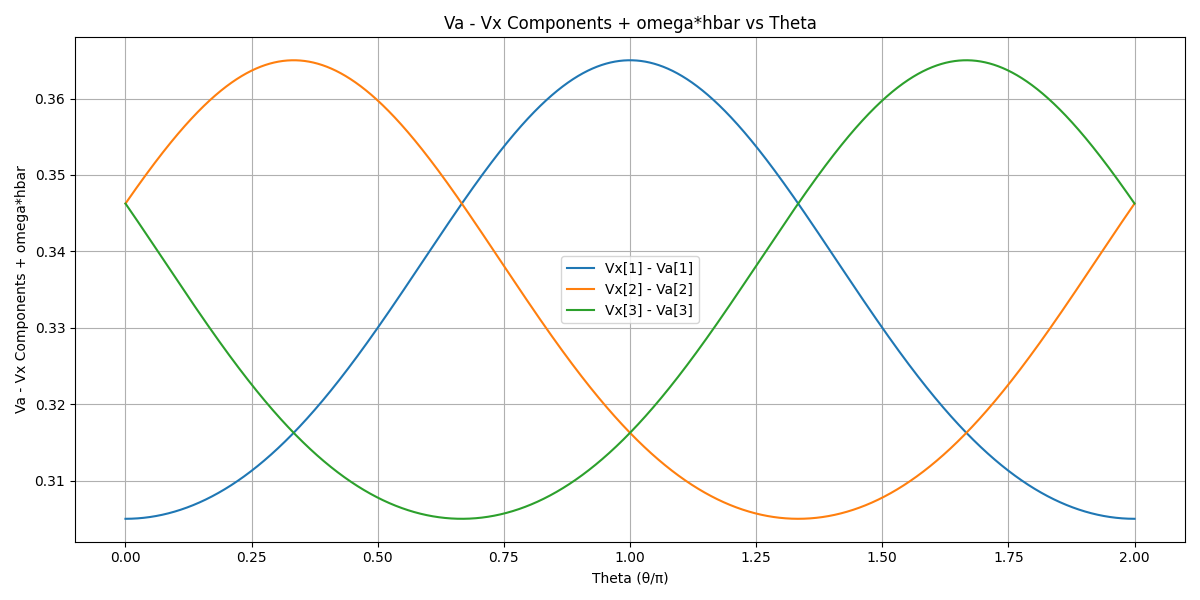 Va - Vx Components + omega*hbar vs Theta
Va - Vx Components + omega*hbar
0.36
0.35
0.34
0.33
0.32
0.31
Vx[1] - Va[1]
Vx[2] - Va[2]
Vx[3] - Va[3]
0.00 0.25 0.50 0.75 1.00 1.25 1.50 1.75 2.00
Theta (θ/π)